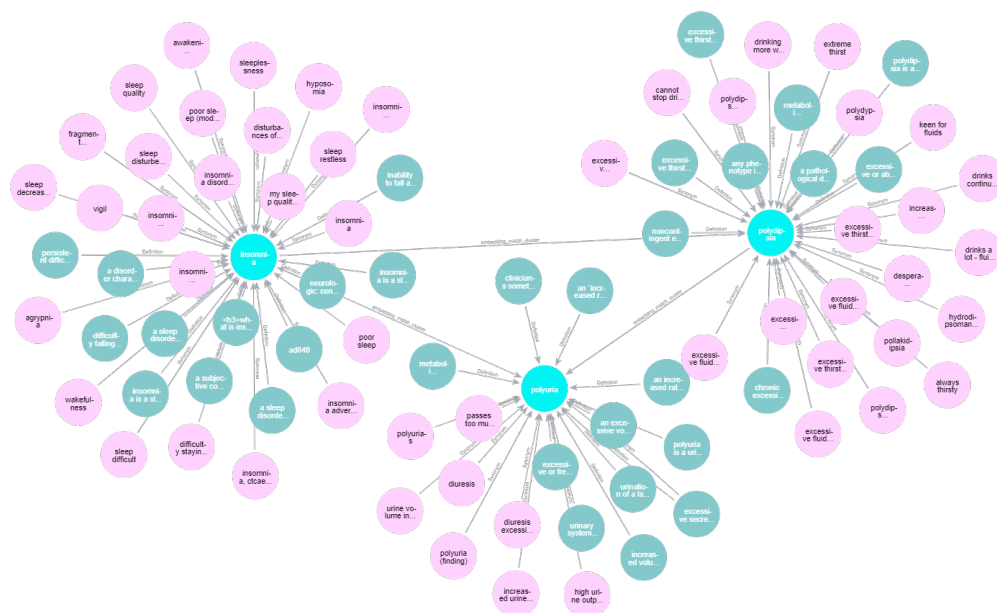 awakeni-
...
sleeples-
sness
sleep
quality
hyposo-
mia
poor sle-
ep (mod...
insomni-
...
disturba-
nces of...
fragmen-
t...
sleep
disturbe...
sleep
restless
insomni-
a disord...
inability
to fall a...
sleep
decreas...
my sleep
qualit...
vigil
insomni-
...
insomni-
a
persiste-
nt diffic...
insomni-
a
a disord-
er chara...
insomni-
...
neurolo-
gic: cen...
insomni-
a is a sl...
agrypni-
a
<h3>wh-
at is ins...
difficult-
y falling...
a sleep
disorde...
ad040
poor
sleep
wakeful-
ness
insomni-
a is a sl...
a subjec-
tive co...
a sleep
disorde...
insomni-
a adver...
sleep
difficult
difficult-
y stayin...
insomni-
a, ctcae...
embedding_match_cluster
embedding_match_cluster
embedding_match_cluster
Synonym
Definition
excessi-
ve thirst...
drinking
more w...
extreme
thirst
polydip-
sia is a...
cannot
stop dri...
polydip-
s...
metabol-
i...
polydyp-
sia
keen for
fluids
excessi-
v...
excessi-
ve thirst...
any phe-
notype i...
a pathol-
ogical d...
excessi-
ve or ab...
drinks
continu...
increas-
...
noncont-
ingent e...
polydip-
sia
excessi-
ve thirst...
drinks a
lot - flui...
despera-
...
excessi-
ve fluid...
hydrodi-
psoman...
excessi-
...
pollakid-
ipsia
excessi-
ve fluid...
excessi-
ve thirst...
always
thirsty
chronic
excessi...
polydip-
s...
excessi-
ve fluid...
clinician-
s somet...
an `incr-
eased r...
metabol-
i...
polyuria
an incre-
ased rat...
polyuria-
s
passes
too mu...
an exce-
ssive vo...
polyuria
is a uri...
diuresis
excessi-
ve or fre...
urinatio-
n of a la...
urine vo-
lume in...
excessi-
ve secre...
diuresis
excessi...
urinary
system...
polyuria
(finding)
increas-
ed volu...
increas-
ed urine...
high uri-
ne outp...